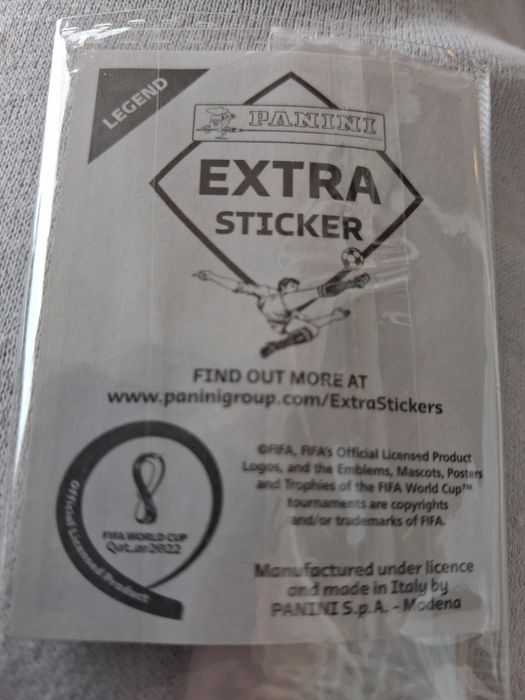 LEGEND
PANINI
EXTRA
STICKER
FIND OUT MORE AT
www.paninigroup.com/ExtraStickers
©FIFA, FIFA's Official Licensed Product
Logos, and the Emblems, Mascots, Posters
and Trophies of the FIFA World Cup™
tournaments are copyrights
and/or trademarks of FIFA.
FIFA WORLD CUP
Qatar2022
Official Licensed Product
Manufactured under licence
and made in Italy by
PANINI S.p.A. - Modena